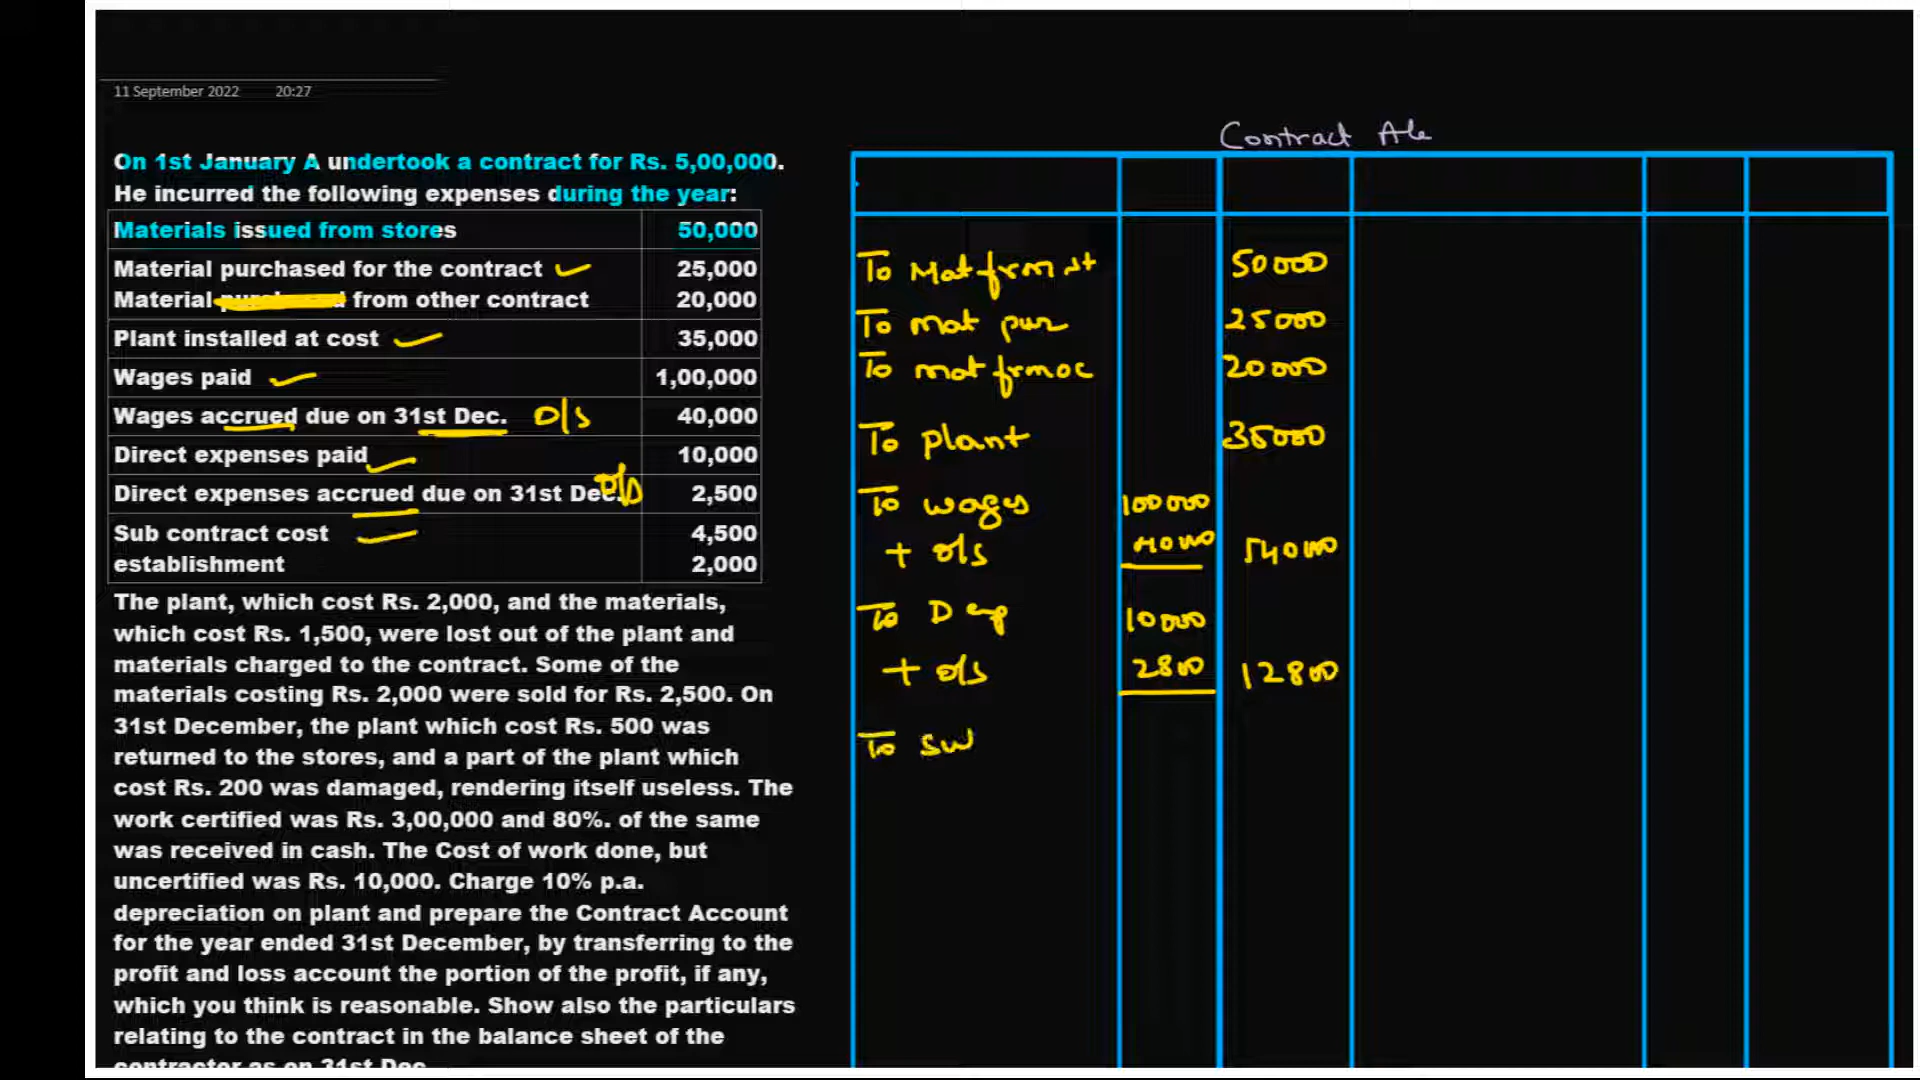 11 September 2022 20:27
On 1st January A undertook a contract for Rs. 5,00,000.
He incurred the following expenses during the year:
Materials issued from stores 50,000
Material purchased for the contract 25,000
Material from other contract 20,000
Plant installed at cost 35,000
Wages paid 1,00,000
Wages accrued due on 31st Dec. O/S 40,000
Direct expenses paid 10,000
Direct expenses accrued due on 31st Dec. O/S 2,500
Sub contract cost 4,500
establishment 2,000
The plant, which cost Rs. 2,000, and the materials,
which cost Rs. 1,500, were lost out of the plant and
materials charged to the contract. Some of the
materials costing Rs. 2,000 were sold for Rs. 2,500. On
31st December, the plant which cost Rs. 500 was
returned to the stores, and a part of the plant which
cost Rs. 200 was damaged, rendering itself useless. The
work certified was Rs. 3,00,000 and 80%. of the same
was received in cash. The Cost of work done, but
uncertified was Rs. 10,000. Charge 10% p.a.
depreciation on plant and prepare the Contract Account
for the year ended 31st December, by transferring to the
profit and loss account the portion of the profit, if any,
which you think is reasonable. Show also the particulars
relating to the contract in the balance sheet of the
contractor as on 31st Dec.
Contract A/c
To Mat frm st 50000
To mat pur 25000
To mat frm oc 20000
To plant 35000
To wages 100000
+ o/s 40000 54000
To D exp 10000
+ o/s 2800 12800
To SW